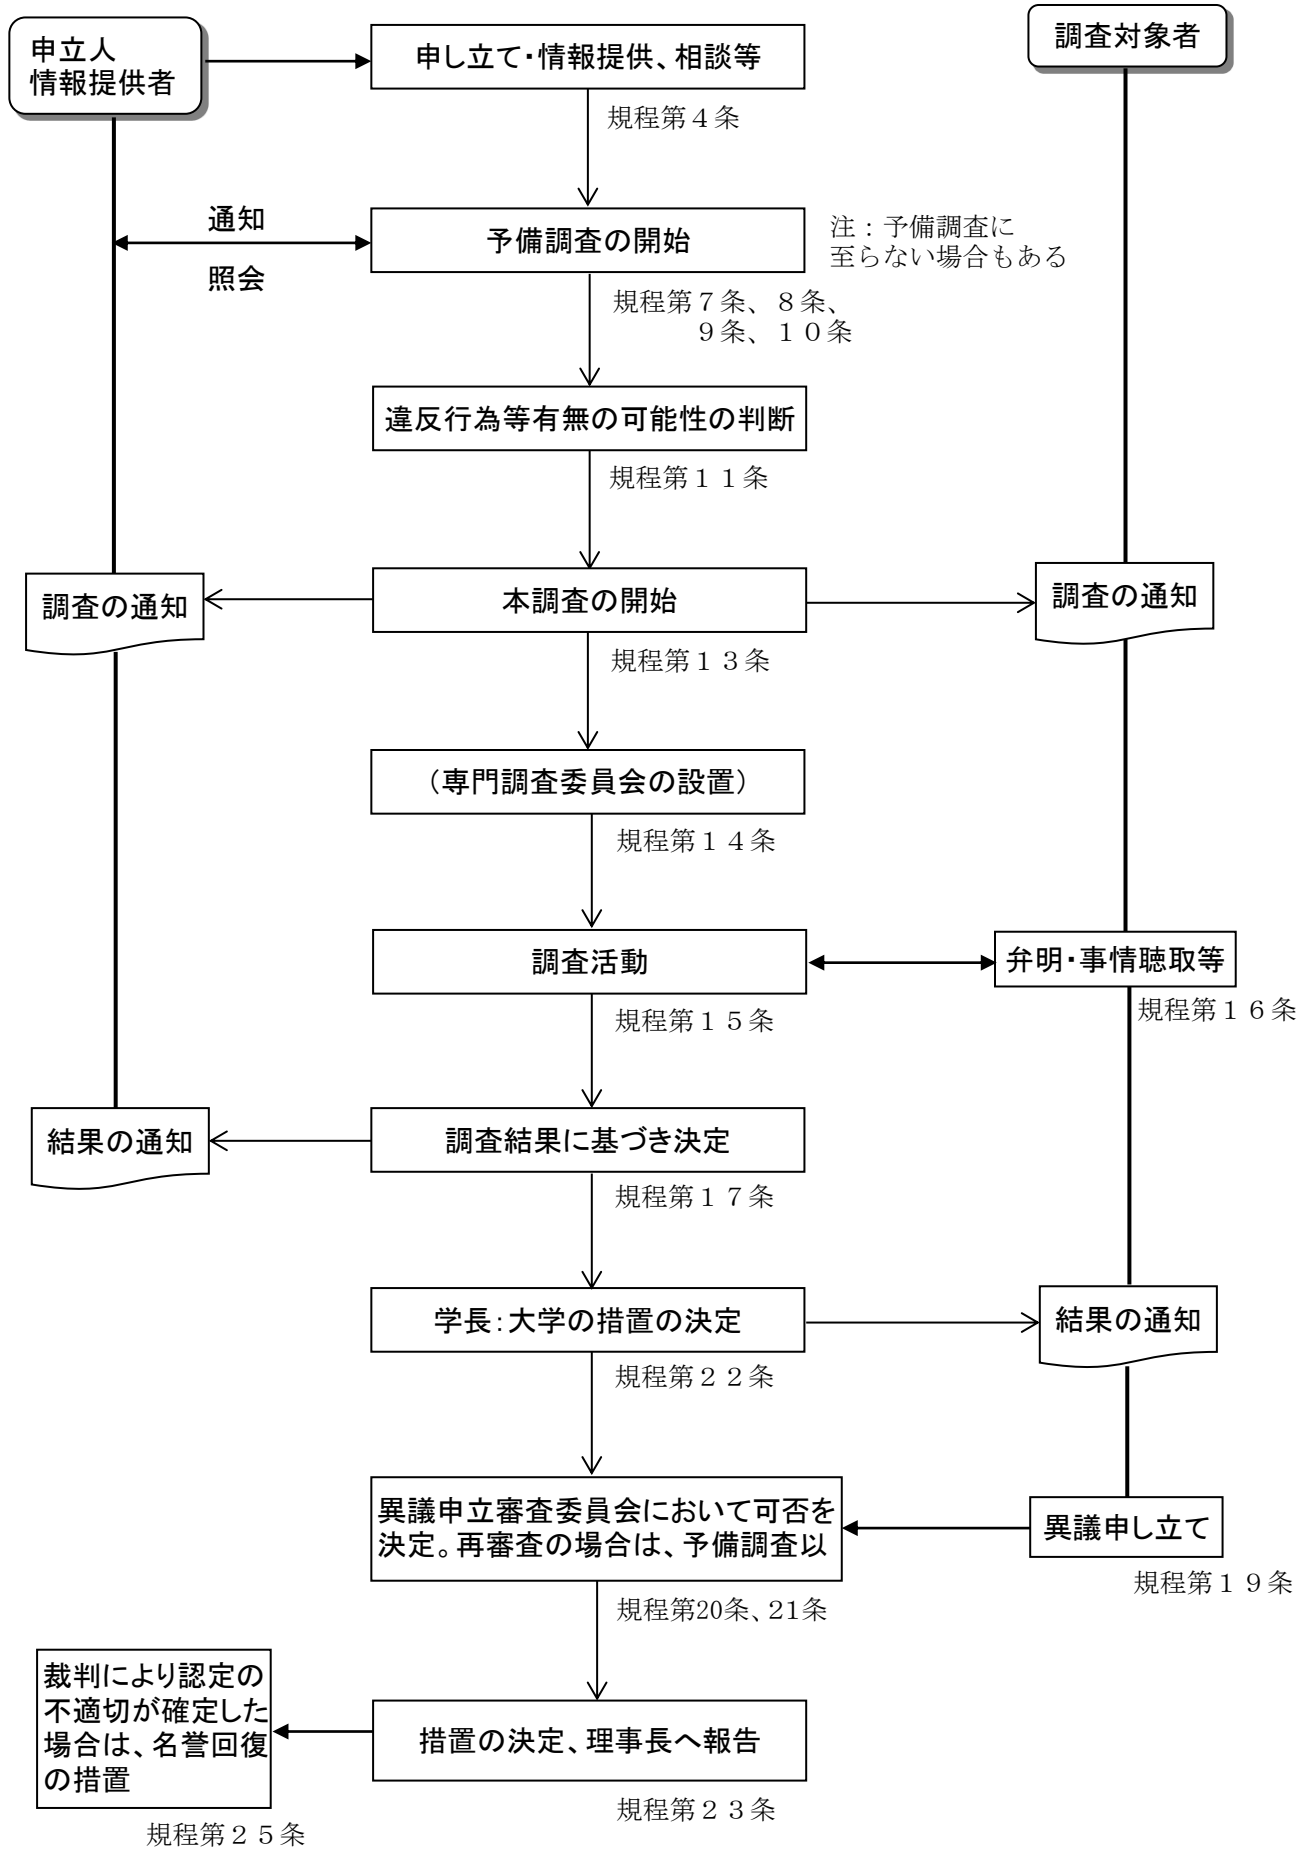 申立人
情報提供者
申し立て・情報提供、相談等
調査対象者
規程第４条
通知
照会
予備調査の開始
注：予備調査に
至らない場合もある
規程第７条、８条、
９条、１０条
違反行為等有無の可能性の判断
規程第１１条
調査の通知
本調査の開始
調査の通知
規程第１３条
（専門調査委員会の設置）
規程第１４条
調査活動
弁明・事情聴取等
規程第１５条
規程第１６条
結果の通知
調査結果に基づき決定
規程第１７条
学長：大学の措置の決定
結果の通知
規程第２２条
異議申立審査委員会において可否を
決定。再審査の場合は、予備調査以
異議申し立て
規程第１９条
規程第20条、21条
裁判により認定の
不適切が確定した
場合は、名誉回復
の措置
措置の決定、理事長へ報告
規程第２３条
規程第２５条